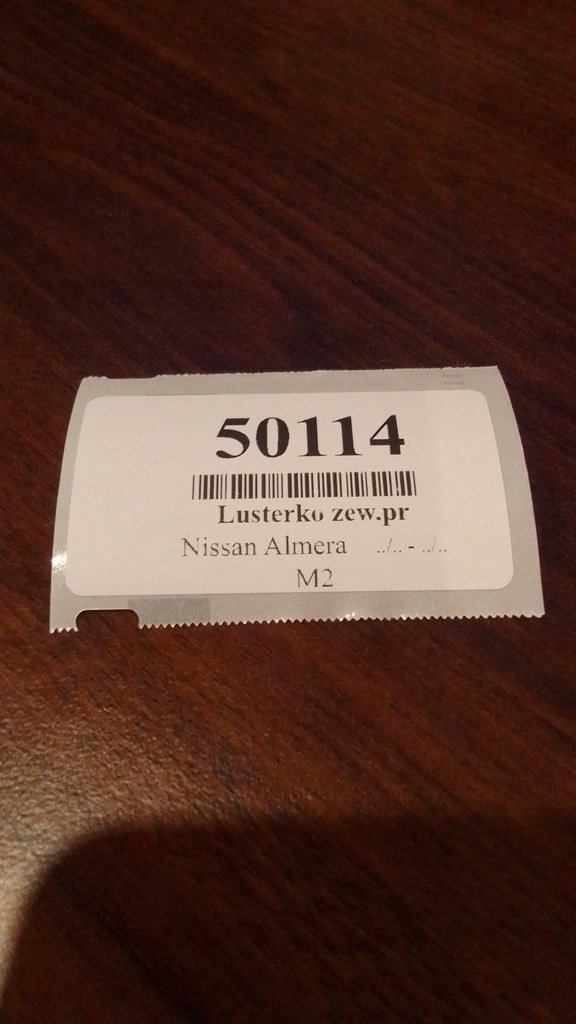 50114
Lusterko zew.pr
Nissan Almera ../.. - ../..
M2